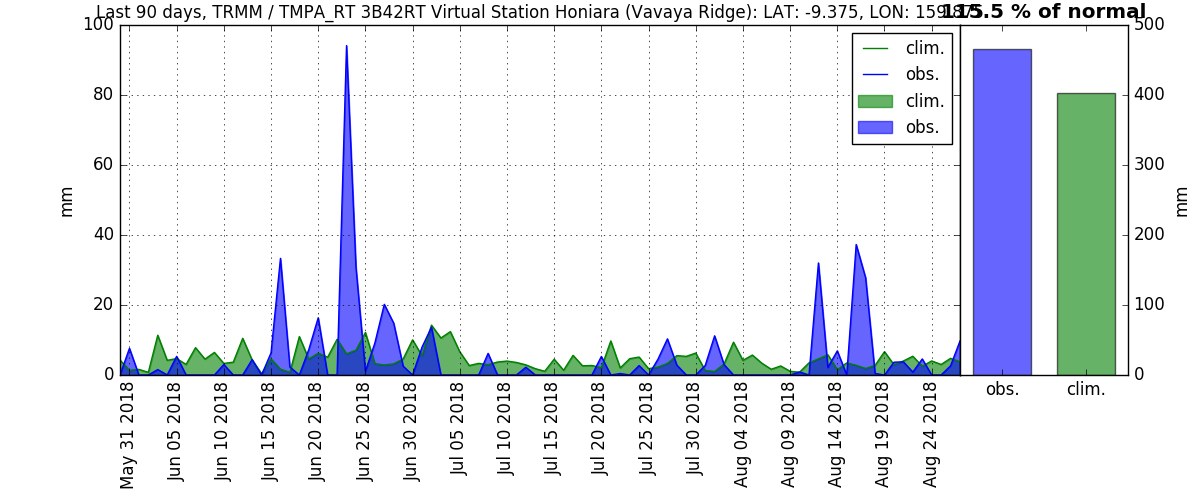 Last 90 days, TRMM / TMPA_RT 3B42RT Virtual Station Honiara (Vavaya Ridge): LAT: -9.375, LON: 159.875
115.5 % of normal
100
80
60
40
20
0
mm
clim.
obs.
clim.
obs.
500
400
300
200
100
0
mm
obs.
clim.
May 31 2018
Jun 05 2018
Jun 10 2018
Jun 15 2018
Jun 20 2018
Jun 25 2018
Jun 30 2018
Jul 05 2018
Jul 10 2018
Jul 15 2018
Jul 20 2018
Jul 25 2018
Jul 30 2018
Aug 04 2018
Aug 09 2018
Aug 14 2018
Aug 19 2018
Aug 24 2018